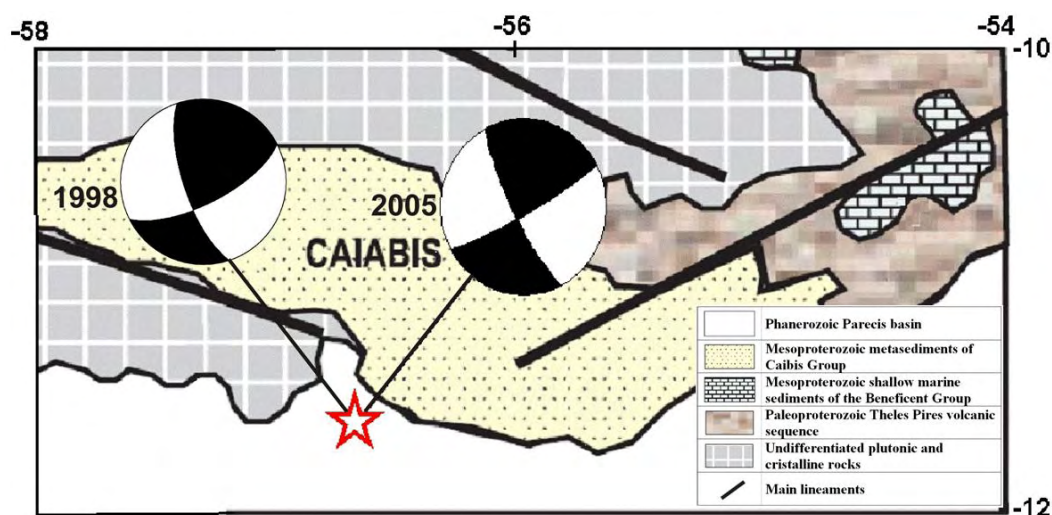 -58
-56
-54
-10
1998
2005
CAIABIS
Phanerozoic Parecis basin
Mesoproterozoic metasediments of
Caibis Group
Mesoproterozoic shallow marine
sediments of the Beneficent Group
Paleoproterozoic Theles Pires volcanic
sequence
Undifferentiated plutonic and
cristalline rocks
Main lineaments
-12